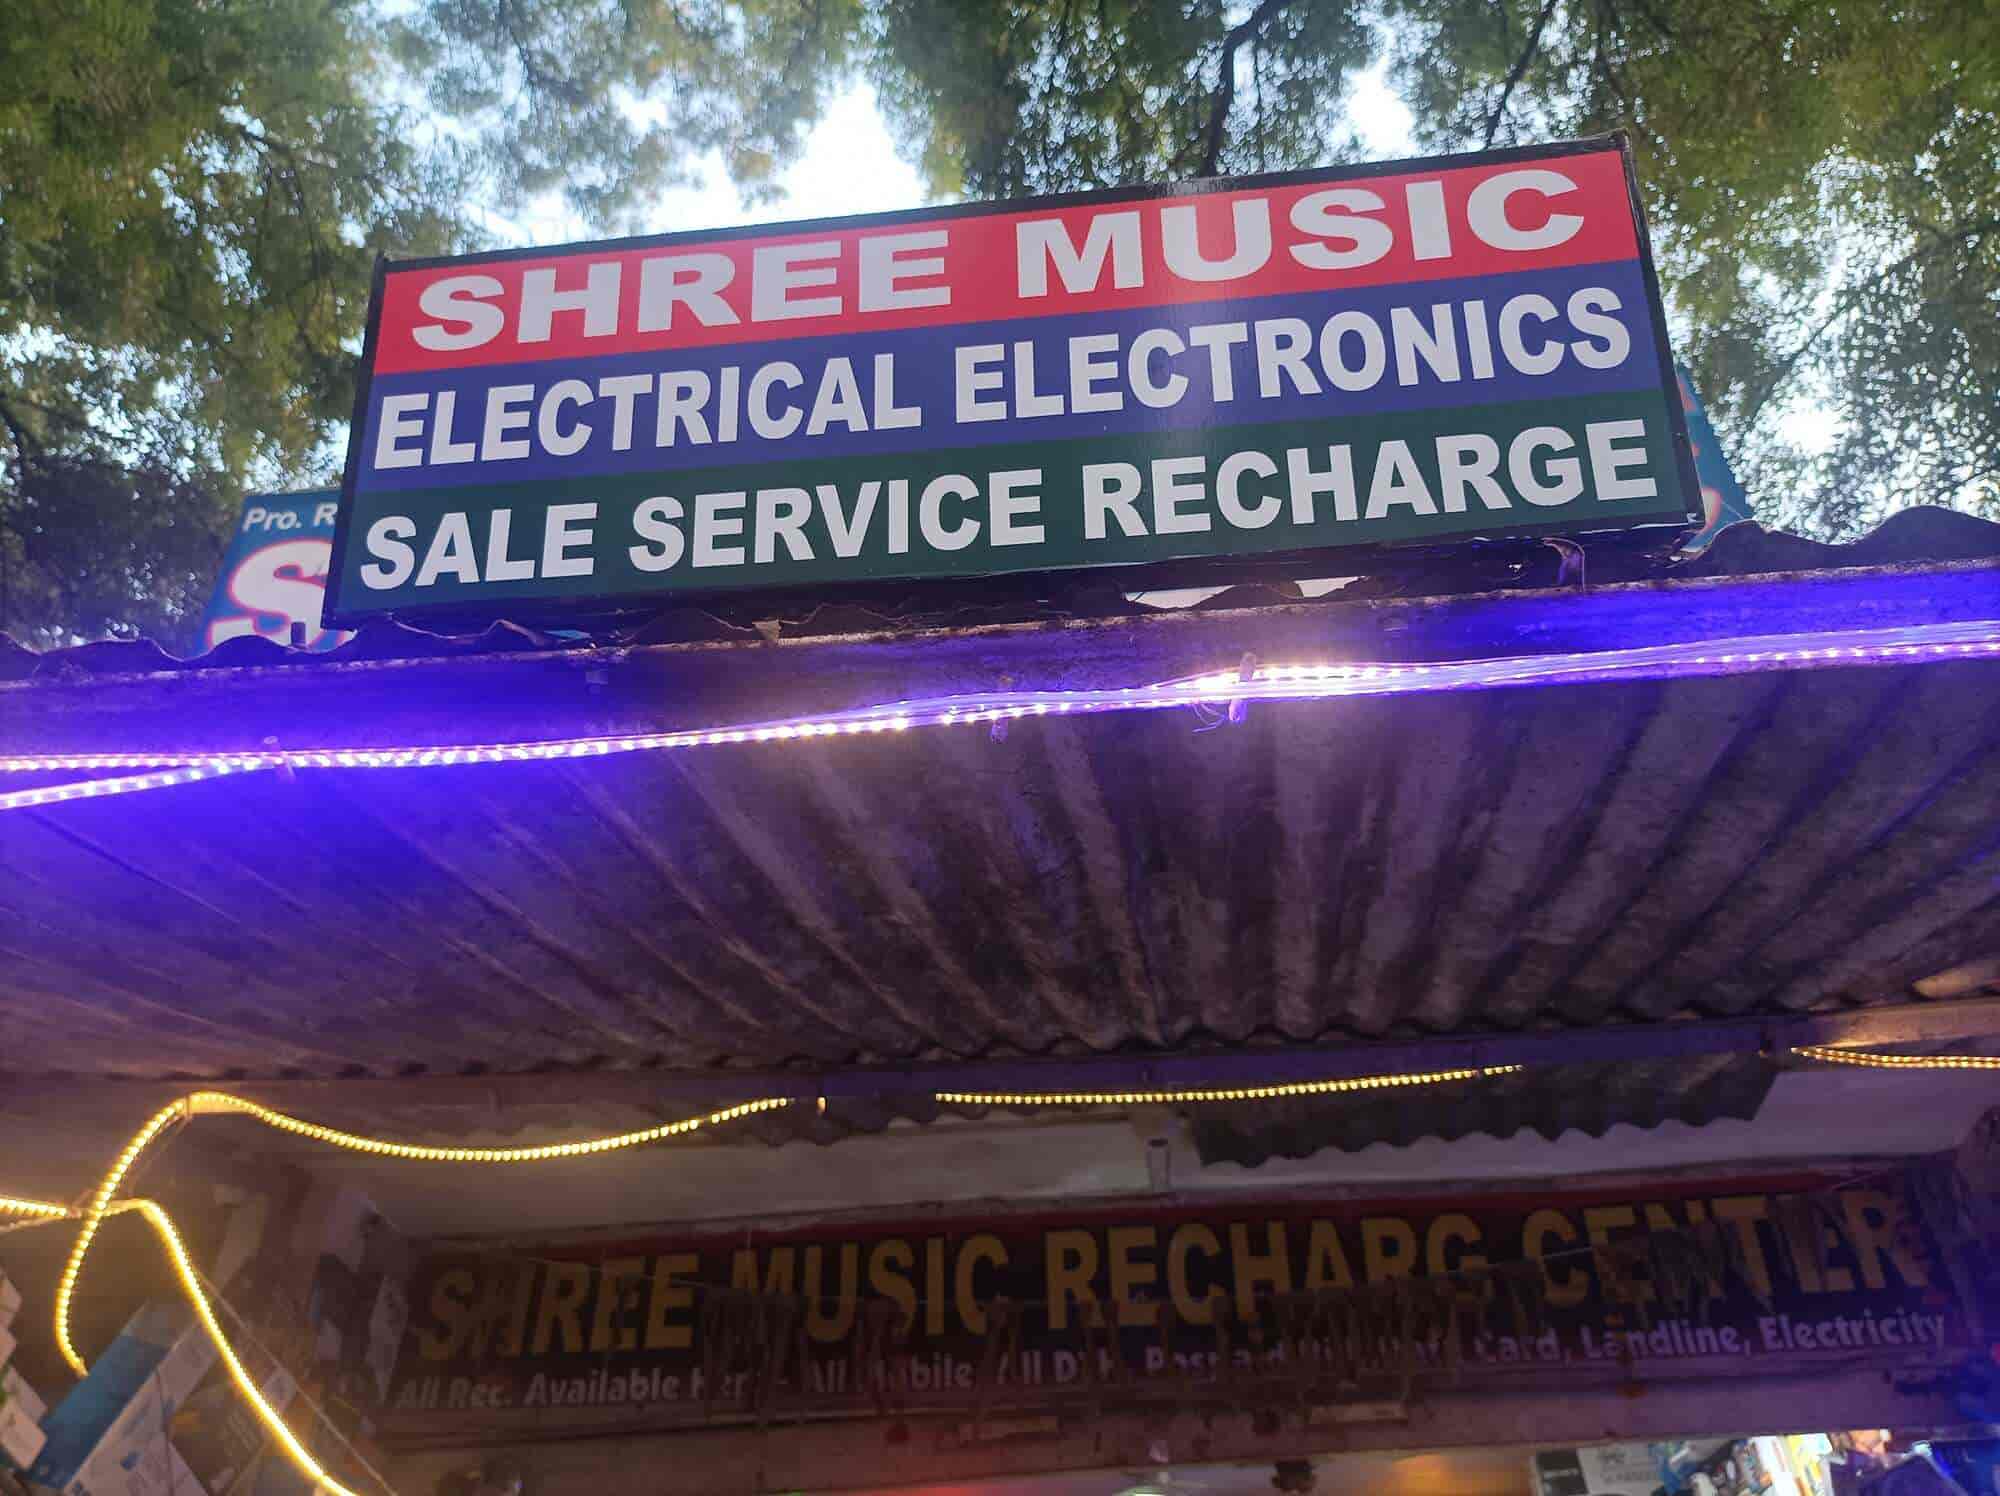 SHREE MUSIC
ELECTRICAL ELECTRONICS
SALE SERVICE RECHARGE
Pro. R
S
SHREE MUSIC RECHARG CENTER
All Rec. Available Card, Landline, Electricity